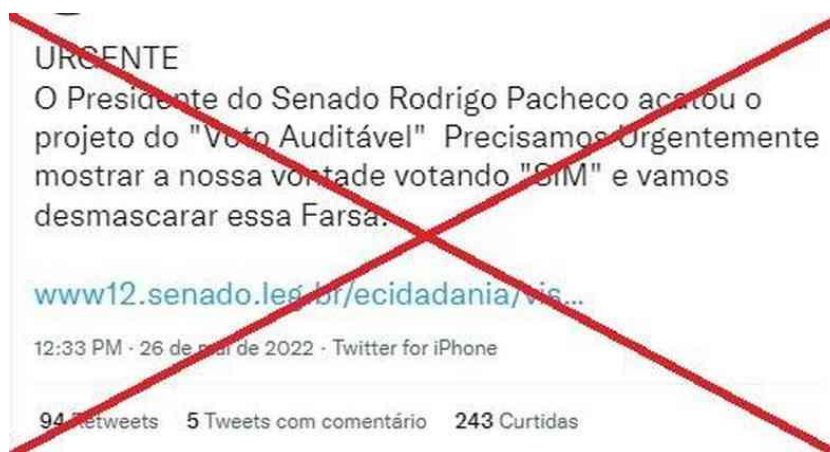 URGENTE
O Presidente do Senado Rodrigo Pacheco acatou o
projeto do "Voto Auditável" Precisamos Urgentemente
mostrar a nossa vontade votando "SIM" e vamos
desmascarar essa Farsa.
www12.senado.leg.br/ecidadania/vis...
12:33 PM · 26 de mai de 2022 · Twitter for iPhone
94 Retweets 5 Tweets com comentário 243 Curtidas